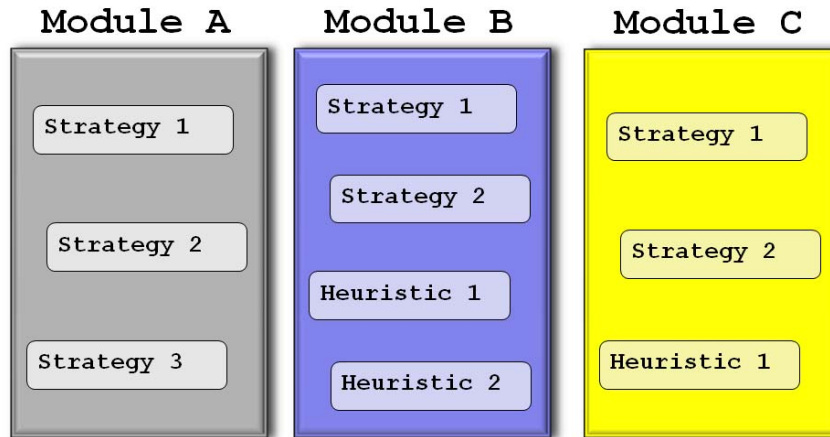 Module A
Strategy 1
Strategy 2
Strategy 3
Module B
Strategy 1
Strategy 2
Heuristic 1
Heuristic 2
Module C
Strategy 1
Strategy 2
Heuristic 1